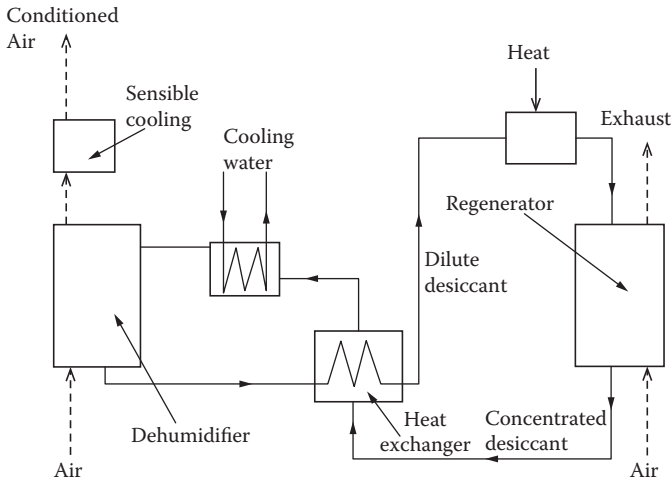 Conditioned
Air
Heat
Sensible
cooling
Exhaust
Cooling
water
Regenerator
Dilute
desiccant
Dehumidifier
Heat
exchanger
Concentrated
desiccant
Air
Air